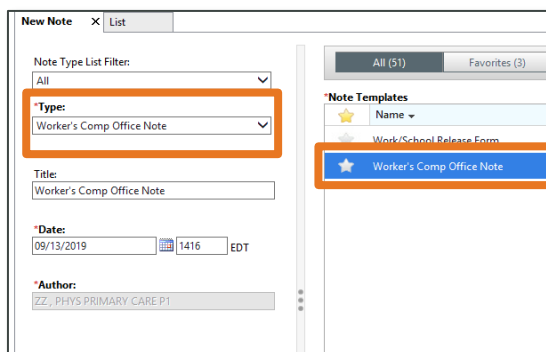 New Note X List
Note Type List Filter:
All
*Type:
Worker's Comp Office Note
Title:
Worker's Comp Office Note
*Date:
09/13/2019 1416 EDT
*Author:
ZZ , PHYS PRIMARY CARE P1
All (51) Favorites (3)
*Note Templates
Name
Work/School Release Form
Worker's Comp Office Note